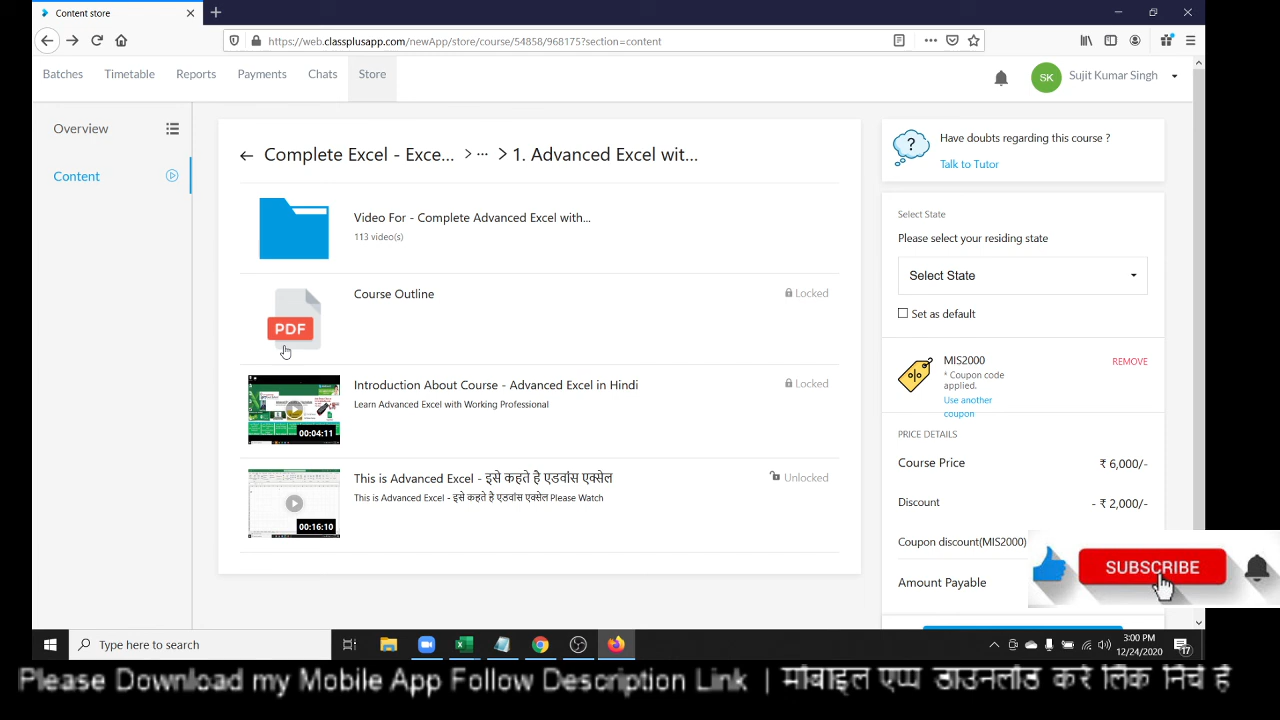 Content store
https://web.classplusapp.com/newApp/store/course/54858/968175?section=content
Batches
Timetable
Reports
Payments
Chats
Store
SK
Sujit Kumar Singh
Overview
Content
Complete Excel - Exce... > ··· > 1. Advanced Excel wit...
Video For - Complete Advanced Excel with...
113 video(s)
PDF
Course Outline
Locked
00:04:11
Introduction About Course - Advanced Excel in Hindi
Learn Advanced Excel with Working Professional
Locked
00:16:10
This is Advanced Excel - इसे कहते है एडवांस एक्सेल
This is Advanced Excel - इसे कहते है एडवांस एक्सेल Please Watch
Unlocked
Have doubts regarding this course ?
Talk to Tutor
Select State
Please select your residing state
Select State
Set as default
MIS2000
* Coupon code
applied.
Use another
coupon
REMOVE
PRICE DETAILS
Course Price
₹ 6,000/-
Discount
- ₹ 2,000/-
Coupon discount(MIS2000)
Amount Payable
SUBSCRIBE
Type here to search
3:00 PM
12/24/2020
17
Please Download my Mobile App Follow Description Link | मोबाइल एप्प डाउनलोड करे लिंक निचे है